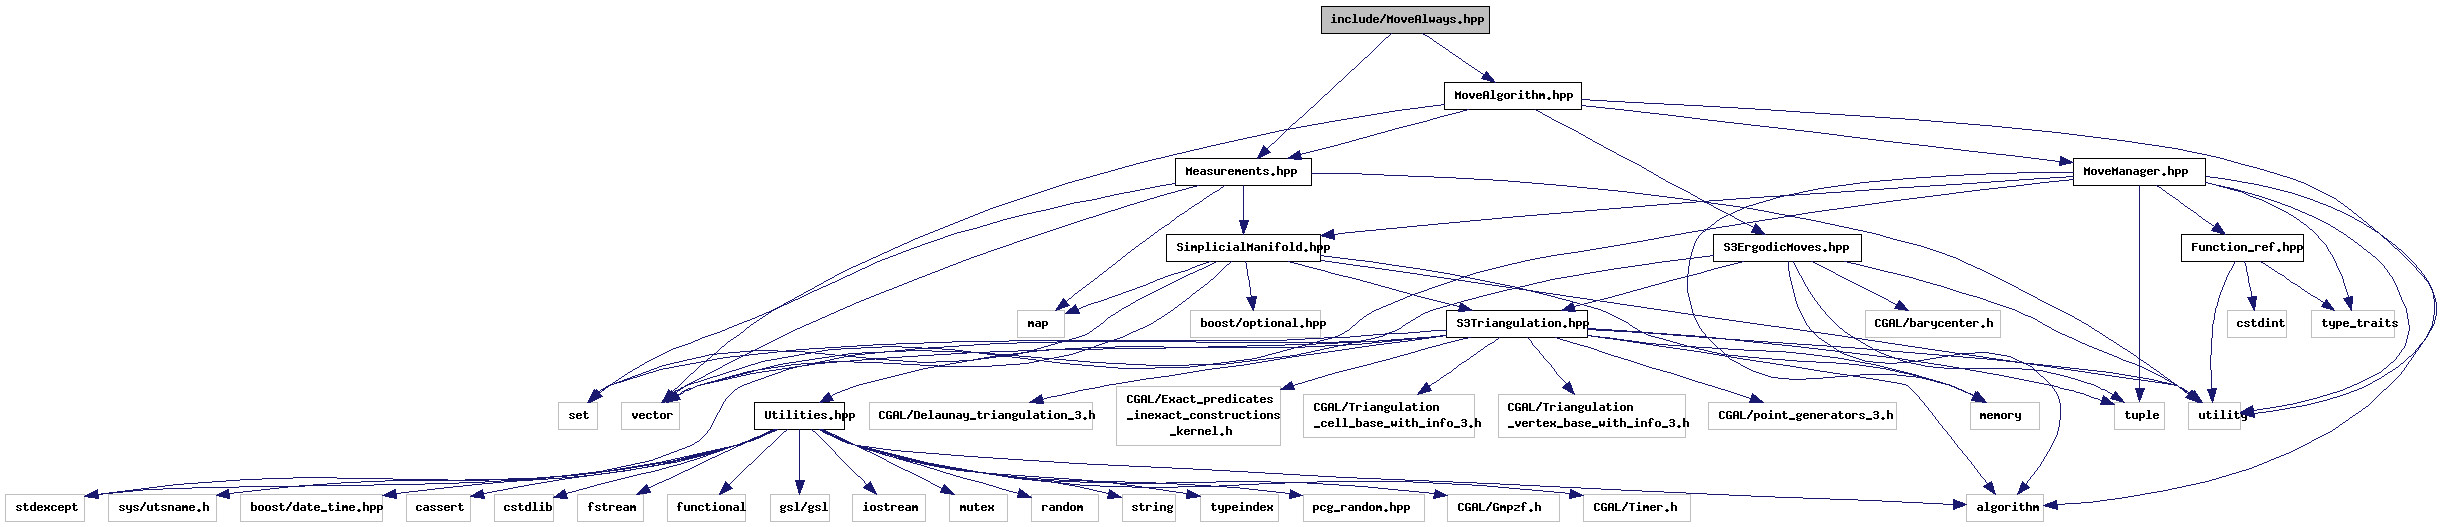 include/MoveAlways.hpp
MoveAlgorithm.hpp
Measurements.hpp
MoveManager.hpp
SimplicialManifold.hpp
S3ErgodicMoves.hpp
Function_ref.hpp
map
boost/optional.hpp
S3Triangulation.hpp
CGAL/barycenter.h
cstdint
type_traits
set
vector
Utilities.hpp
CGAL/Delaunay_triangulation_3.h
CGAL/Exact_predicates
_inexact_constructions
_kernel.h
CGAL/Triangulation
_cell_base_with_info_3.h
CGAL/Triangulation
_vertex_base_with_info_3.h
CGAL/point_generators_3.h
memory
tuple
utility
stdexcept
sys/utsname.h
boost/date_time.hpp
cassert
cstdlib
fstream
functional
gsl/gsl
iostream
mutex
random
string
typeindex
pcg_random.hpp
CGAL/Gmpzf.h
CGAL/Timer.h
algorithm